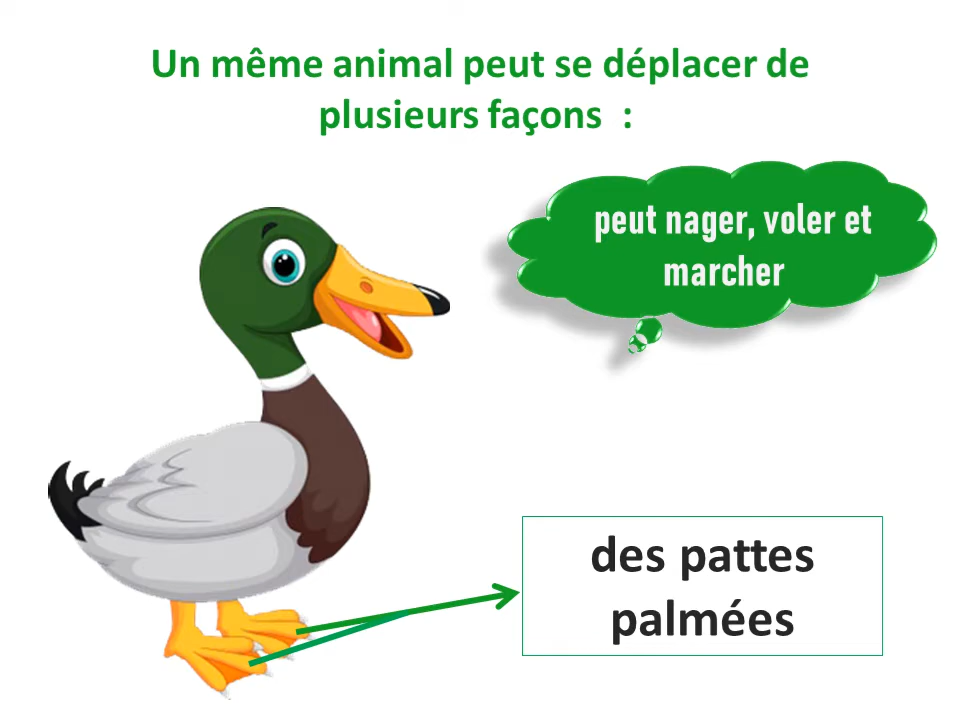 Un même animal peut se déplacer de
plusieurs façons  :
peut nager, voler et
marcher
des pattes
palmées